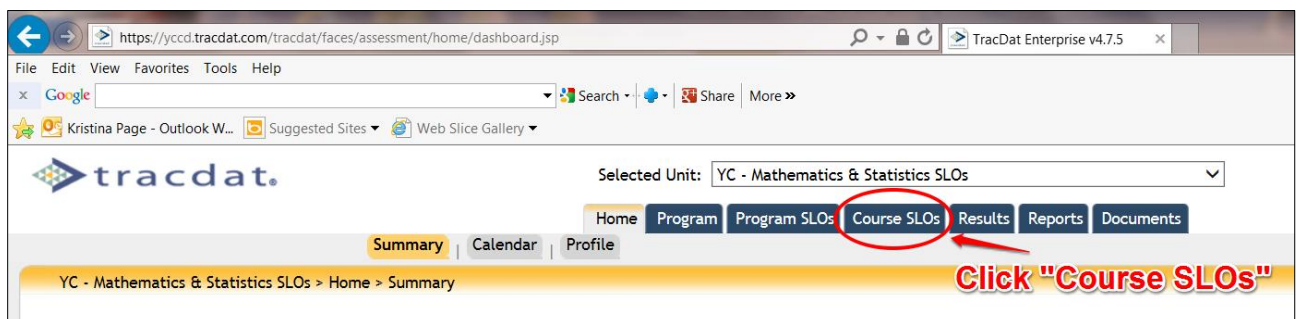 https://yccd.tracdat.com/tracdat/faces/assessment/home/dashboard.jsp
TracDat Enterprise v4.7.5
File Edit View Favorites Tools Help
x Google Search Share More »
Kristina Page - Outlook W... Suggested Sites Web Slice Gallery
tracdat.
Selected Unit: YC - Mathematics & Statistics SLOs
Home Program Program SLOs Course SLOs Results Reports Documents
Summary | Calendar | Profile
Click "Course SLOs"
YC - Mathematics & Statistics SLOs > Home > Summary